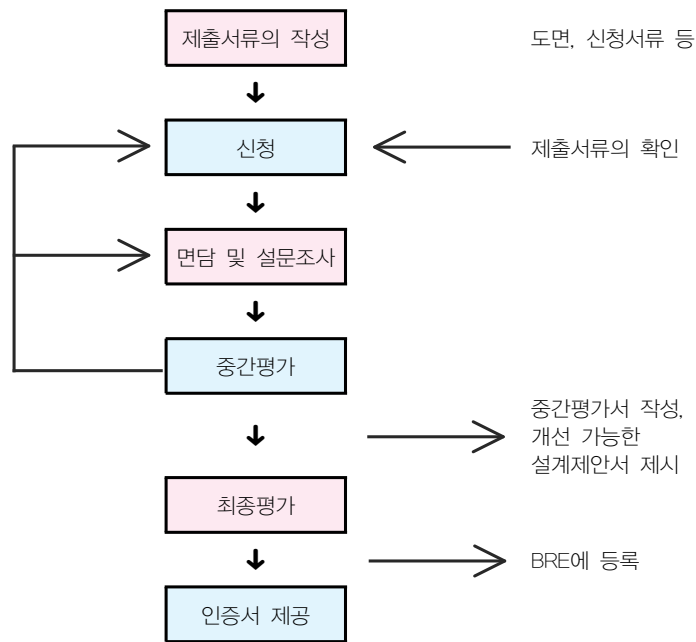 제출서류의 작성
도면, 신청서류 등
신청
제출서류의 확인
면담 및 설문조사
중간평가
중간평가서 작성,
개선 가능한
설계제안서 제시
최종평가
BRE에 등록
인증서 제공